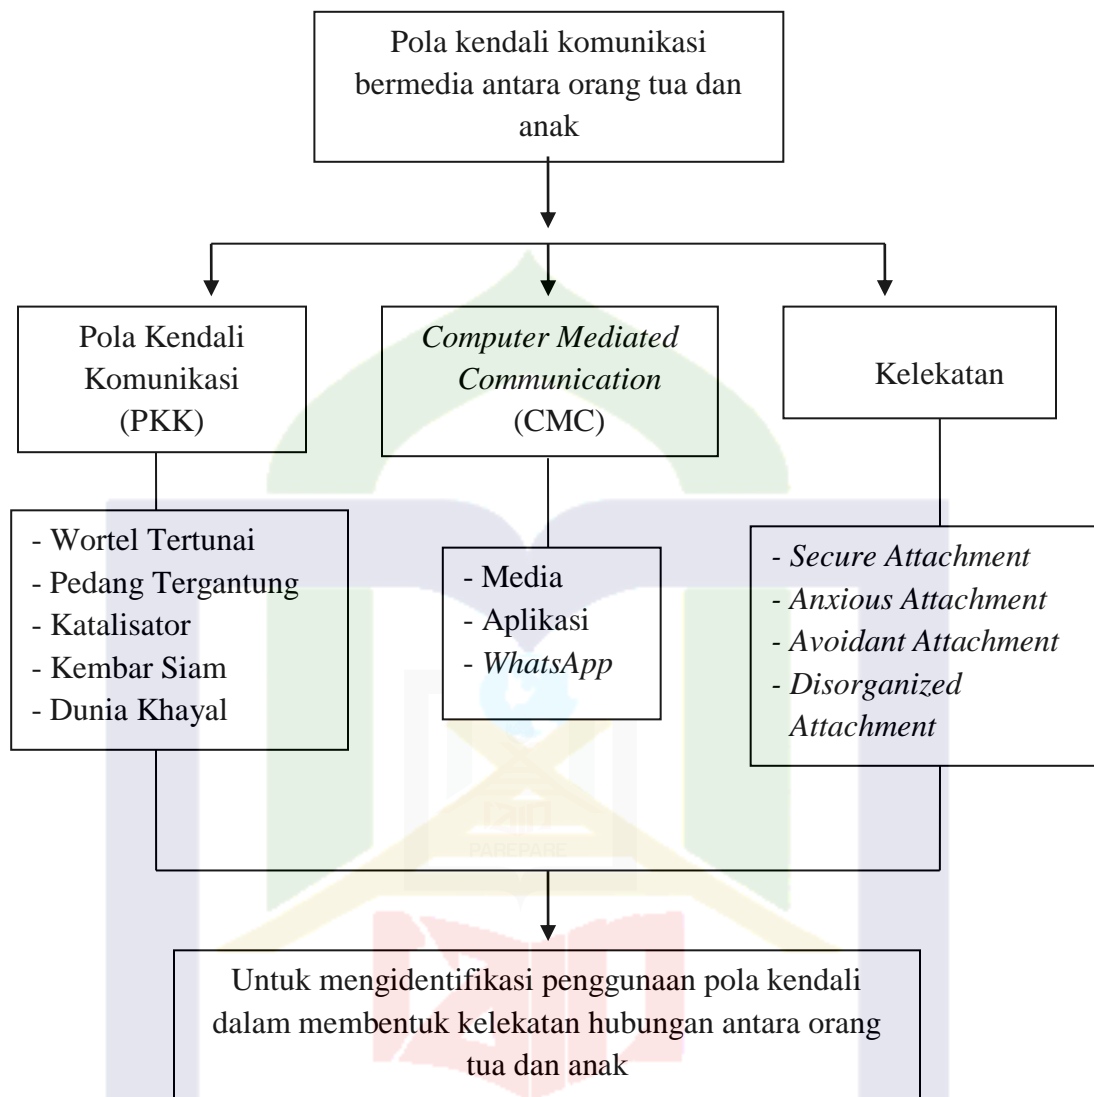 Pola kendali komunikasi
bermedia antara orang tua dan
anak
Pola Kendali
Komunikasi
(PKK)
Computer Mediated
Communication
(CMC)
Kelekatan
- Wortel Tertunai
- Pedang Tergantung
- Katalisator
- Kembar Siam
- Dunia Khayal
- Media
- Aplikasi
- WhatsApp
- Secure Attachment
- Anxious Attachment
- Avoidant Attachment
- Disorganized
Attachment
PAREPARE
Untuk mengidentifikasi penggunaan pola kendali
dalam membentuk kelekatan hubungan antara orang
tua dan anak